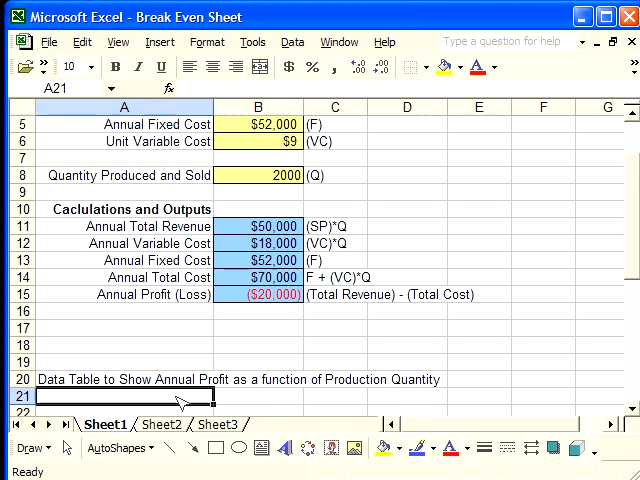 Microsoft Excel - Break Even Sheet
File Edit View Insert Format Tools Data Window Help Type a question for help
10 B I U $ % , A
A21 fx
A B C D E F G
5 Annual Fixed Cost $52,000 (F)
6 Unit Variable Cost $9 (VC)
7
8 Quantity Produced and Sold 2000 (Q)
9
10 Caclulations and Outputs
11 Annual Total Revenue $50,000 (SP)*Q
12 Annual Variable Cost $18,000 (VC)*Q
13 Annual Fixed Cost $52,000 (F)
14 Annual Total Cost $70,000 F + (VC)*Q
15 Annual Profit (Loss) ($20,000) (Total Revenue) - (Total Cost)
16
17
18
19
20 Data Table to Show Annual Profit as a function of Production Quantity
21
22
Sheet1 Sheet2 Sheet3
Draw AutoShapes A A
Ready